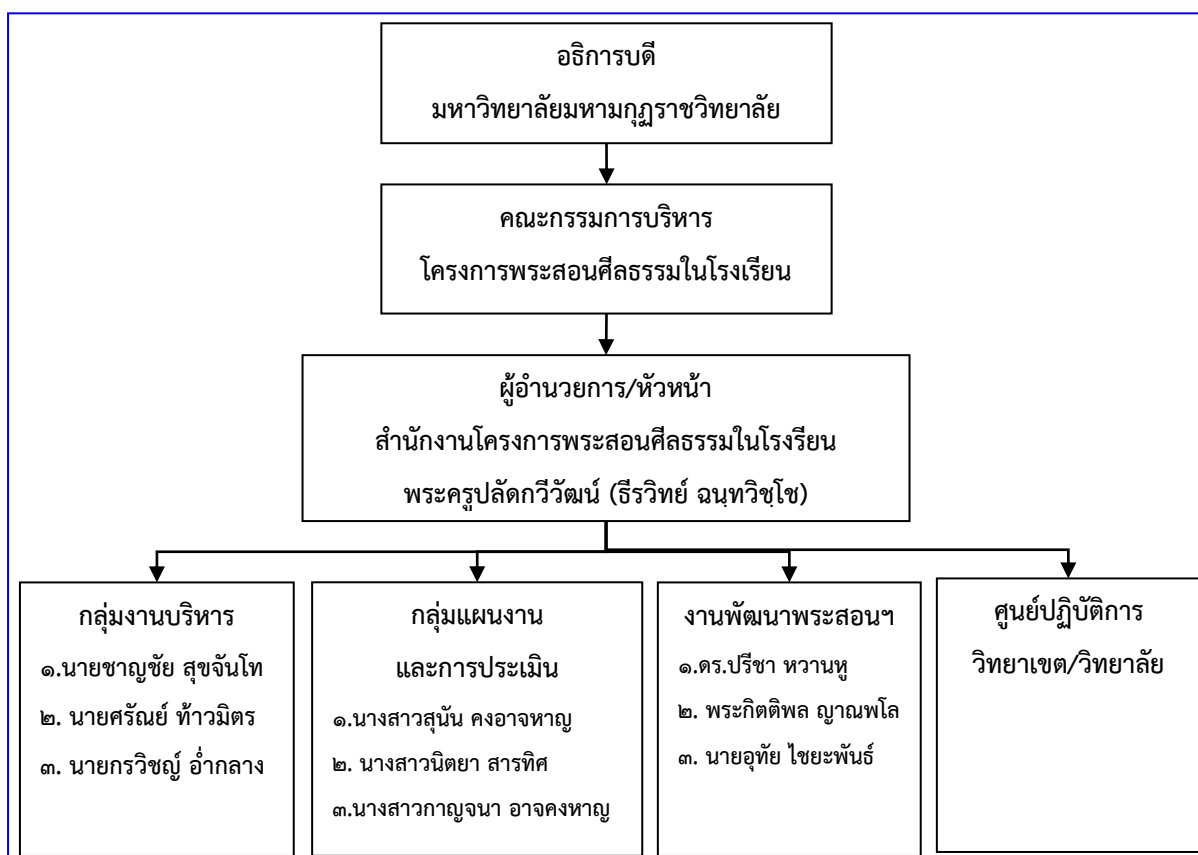 อธิการบดี
มหาวิทยาลัยมหามกุฏราชวิทยาลัย
คณะกรรมการบริหาร
โครงการพระสอนศีลธรรมในโรงเรียน
ผู้อำนวยการ/หัวหน้า
สำนักงานโครงการพระสอนศีลธรรมในโรงรียน
พระครูปลัดกวีวัฒน์ (ธีรวิทย์ ฉนฺทวิชฺโช)
กลุ่มงานบริหาร
๑.นายชาญชัย สุขจันโท
๒. นายศรัณย์ ท้าวมิตร
๓. นายกรวิชญ์ อ่ำกลาง
กลุ่มแผนงาน
และการประเมิน
๑.นางสาวสุนัน คงอาจหาญ
๒. นางสาวนิตยา สารทิศ
๓.นางสาวกาญจนา อาจคงหาญ
งานพัฒนาพระสอนฯ
๑.ดร.ปรีชา หวานหู
๒. พระกิตติพล ญาณพโล
๓. นายอุทัย ไชยะพันธ์
ศูนย์ปฏิบัติการ
วิทยาเขต/วิทยาลัย